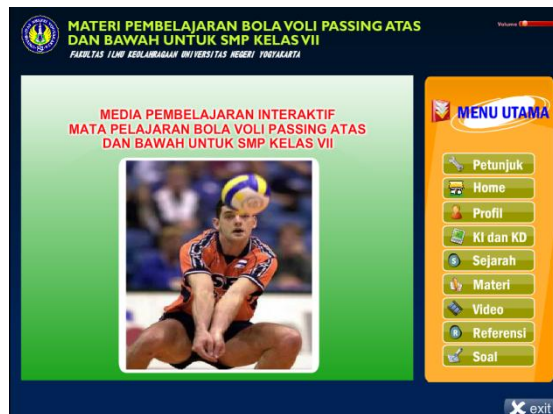 MATERI PEMBELAJARAN BOLA VOLI PASSING ATAS
DAN BAWAH UNTUK SMP KELAS VII
FAKULTAS ILMU KEOLAHRAGAAN UNIVERSITAS NEGERI YOGYAKARTA
Volume
MEDIA PEMBELAJARAN INTERAKTIF
MATA PELAJARAN BOLA VOLI PASSING ATAS
DAN BAWAH UNTUK SMP KELAS VII
MENU UTAMA
Petunjuk
Home
Profil
KI dan KD
Sejarah
Materi
Video
Referensi
Soal
exit